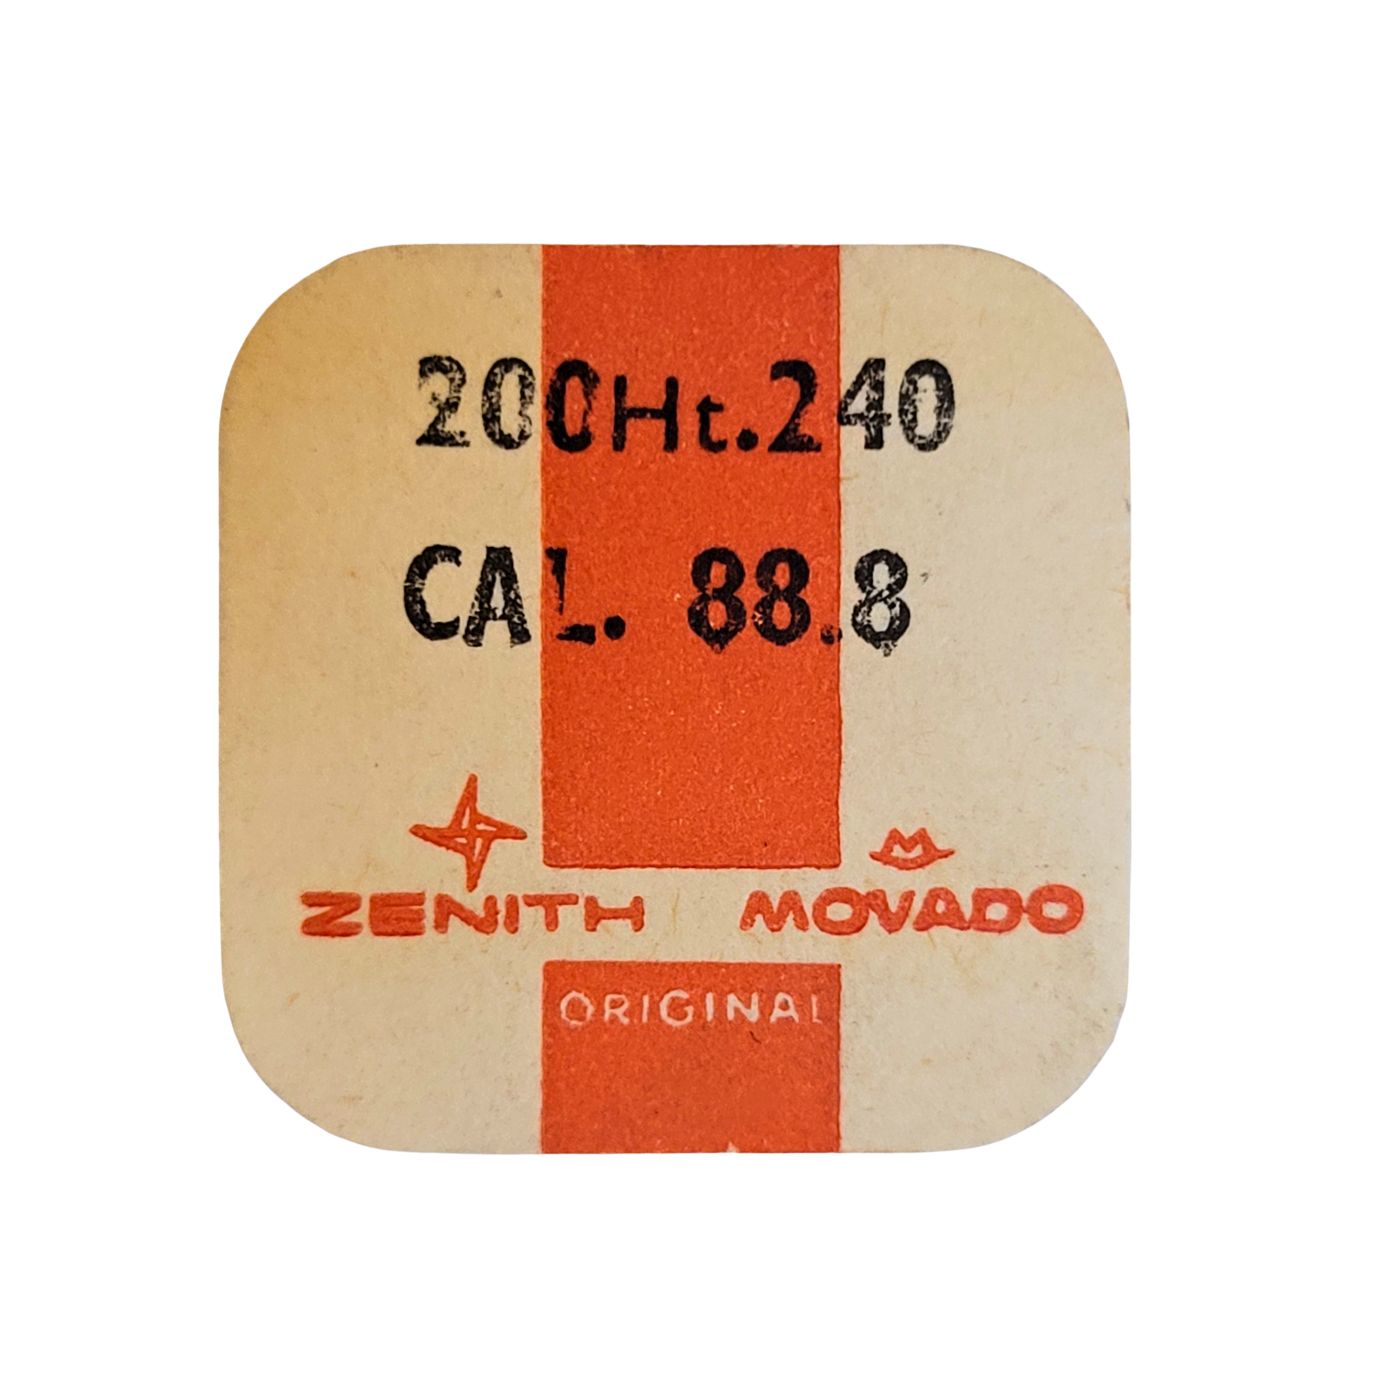 200Ht.240
CAL. 88.8
ZENITH MOVADO
ORIGINAL